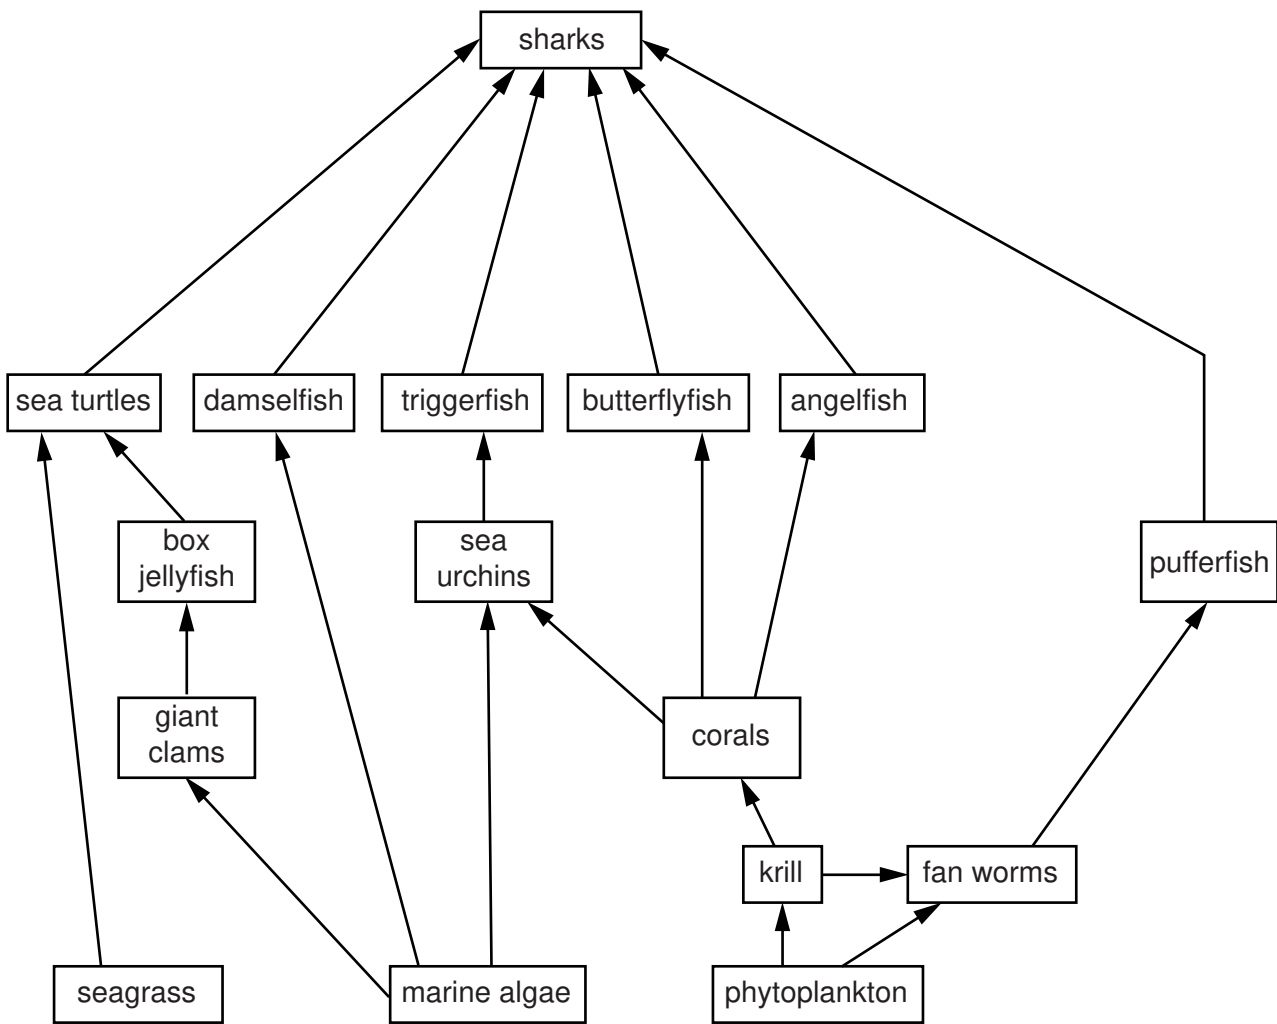 sharks
sea turtles
damselfish
triggerfish
butterflyfish
angelfish
box
jellyfish
sea
urchins
pufferfish
giant
clams
corals
krill
fan worms
seagrass
marine algae
phytoplankton